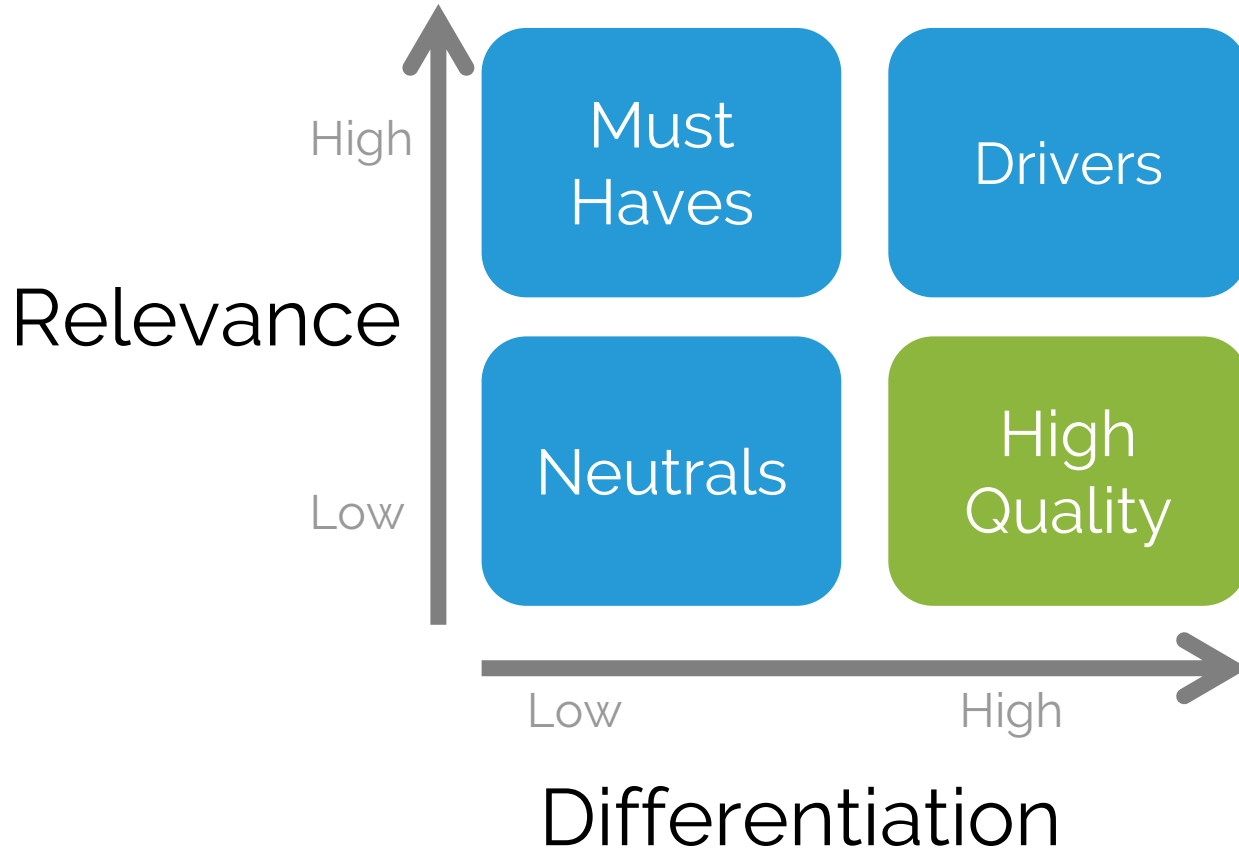 Must
Haves
Drivers
High
Relevance
Neutrals
High
Quality
Low
Low
High
Differentiation